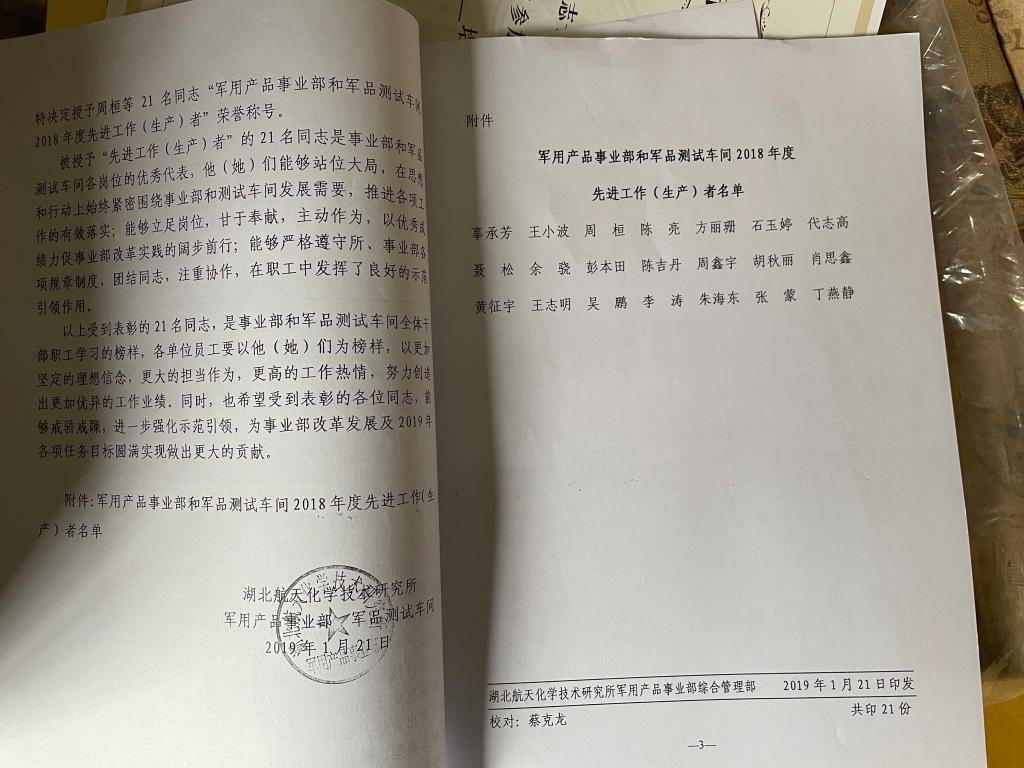 特决定授予周桓等 21 名同志“军用产品事业部和军品测试车间
2018 年度先进工作（生产）者”荣誉称号。
被授予“先进工作（生产）者”的 21 名同志是事业部和军品
测试车间各岗位的优秀代表，他（她）们能够站位大局，在思想
和行动上始终紧密围绕事业部和测试车间发展需要，推进各项工
作的有效落实；能够立足岗位，甘于奉献，主动作为，以优秀成
绩力促事业部改革实践的阔步前行；能够严格遵守所、事业部各
项规章制度，团结同志，注重协作，在职工中发挥了良好的示范
引领作用。
以上受到表彰的 21 名同志，是事业部和军品测试车间全体干
部职工学习的榜样，各单位员工要以他（她）们为榜样，以更加
坚定的理想信念，更大的担当作为，更高的工作热情，努力创造
出更加优异的工作业绩。同时，也希望受到表彰的各位同志，能
够戒骄戒躁，进一步强化示范引领，为事业部改革发展及 2019 年
各项任务目标圆满实现做出更大的贡献。
附件:军用产品事业部和军品测试车间 2018 年度先进工作（生
产）者名单
湖北航天化学技术研究所
军用产品事业部 军品测试车间
2019 年 1 月 21 日
附件
军用产品事业部和军品测试车间 2018 年度
先进工作（生产）者名单
辜承芳 王小波 周 桓 陈 亮 方丽珊 石玉婷 代志高
聂 松 余 骁 彭本田 陈吉丹 周鑫宇 胡秋丽 肖思鑫
黄征宇 王志明 吴 鹏 李 涛 朱海东 张 蒙 丁燕静
湖北航天化学技术研究所军用产品事业部综合管理部 2019 年 1 月 21 日印发
校对：蔡克龙 共印 21 份
—3—